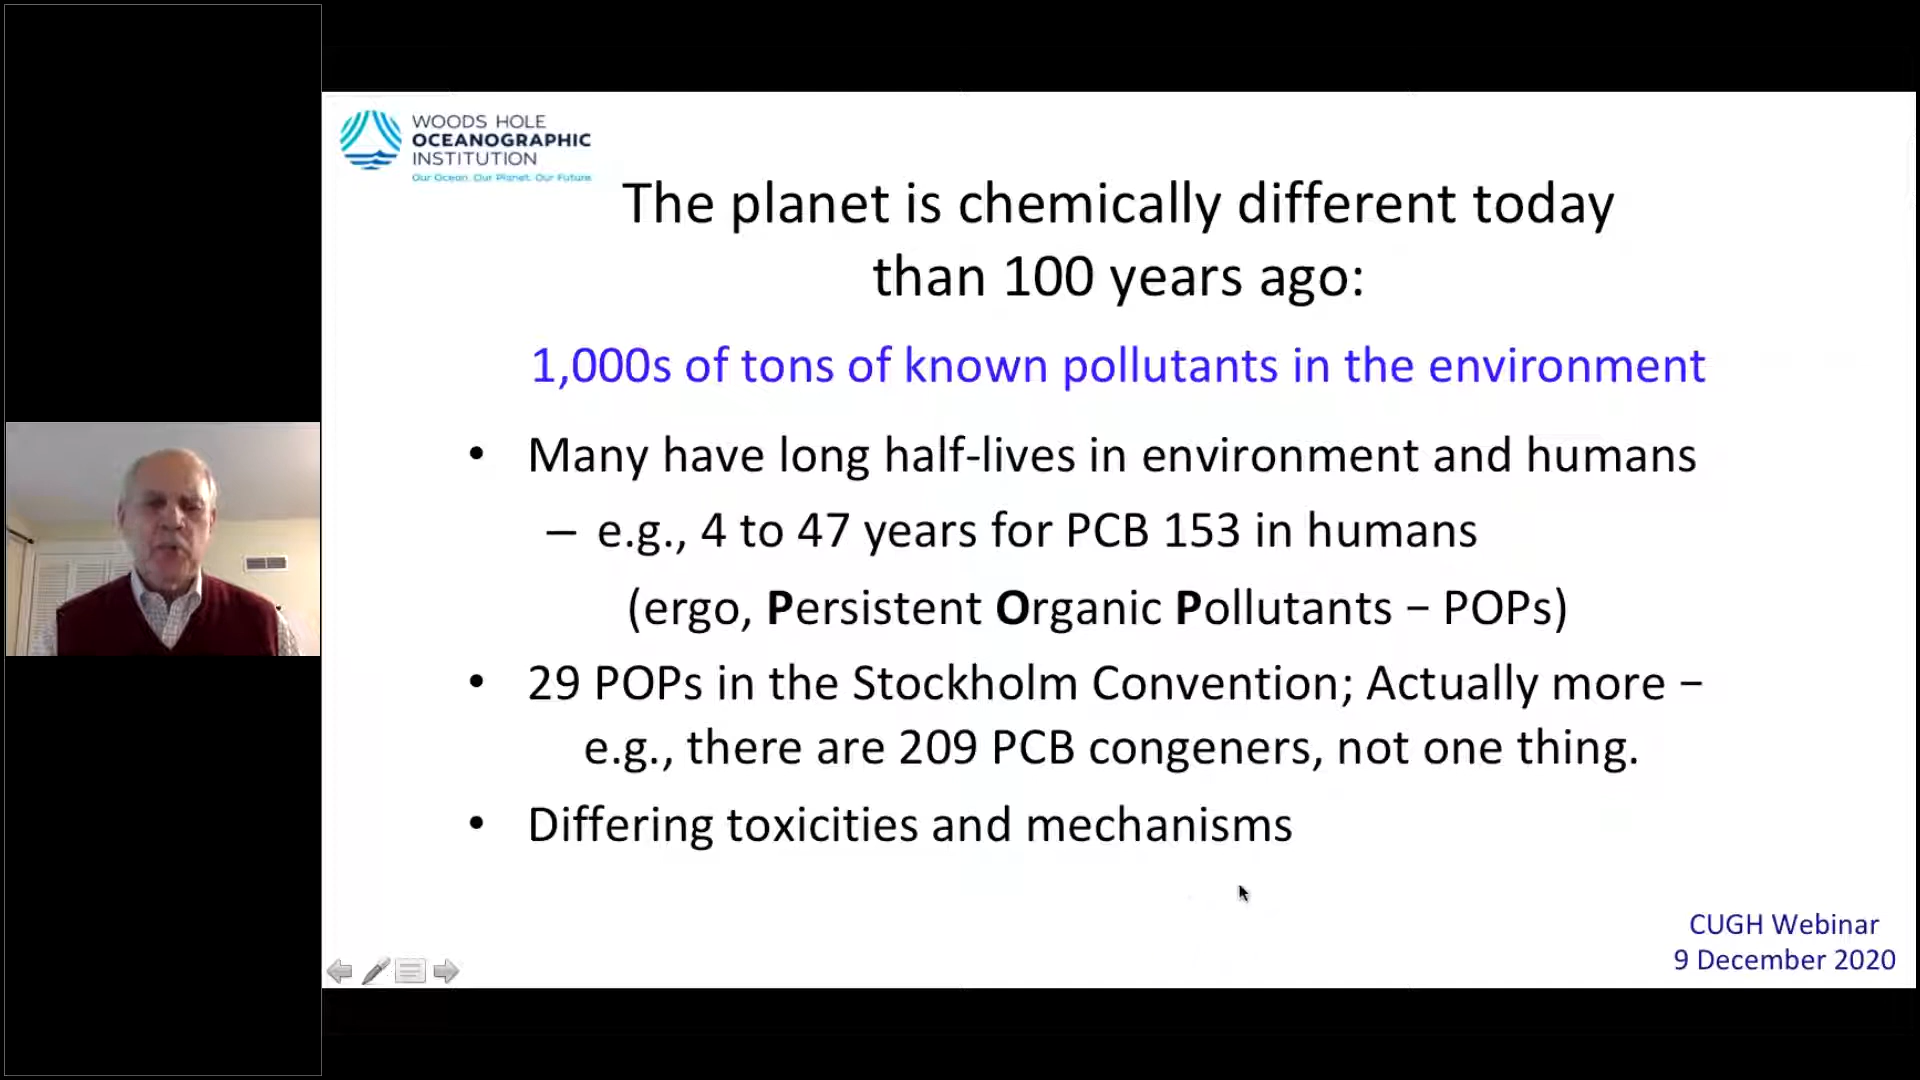 WOODS HOLE
OCEANOGRAPHIC
INSTITUTION
Our Ocean. Our Planet. Our Future.
The planet is chemically different today
than 100 years ago:
1,000s of tons of known pollutants in the environment
• Many have long half-lives in environment and humans
– e.g., 4 to 47 years for PCB 153 in humans
(ergo, Persistent Organic Pollutants – POPs)
• 29 POPs in the Stockholm Convention; Actually more –
e.g., there are 209 PCB congeners, not one thing.
• Differing toxicities and mechanisms
CUGH Webinar
9 December 2020